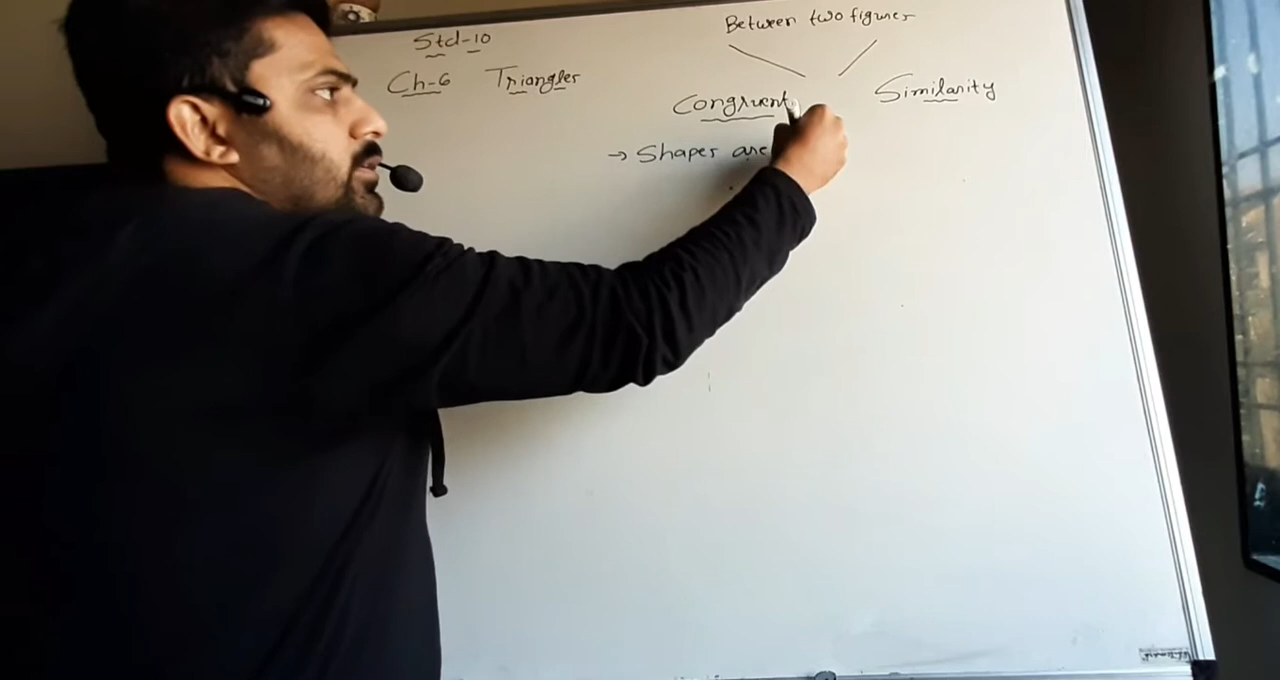 Std-10
Ch-6 Triangles
Between two figures
Congruent
Similarity
→ Shapes are